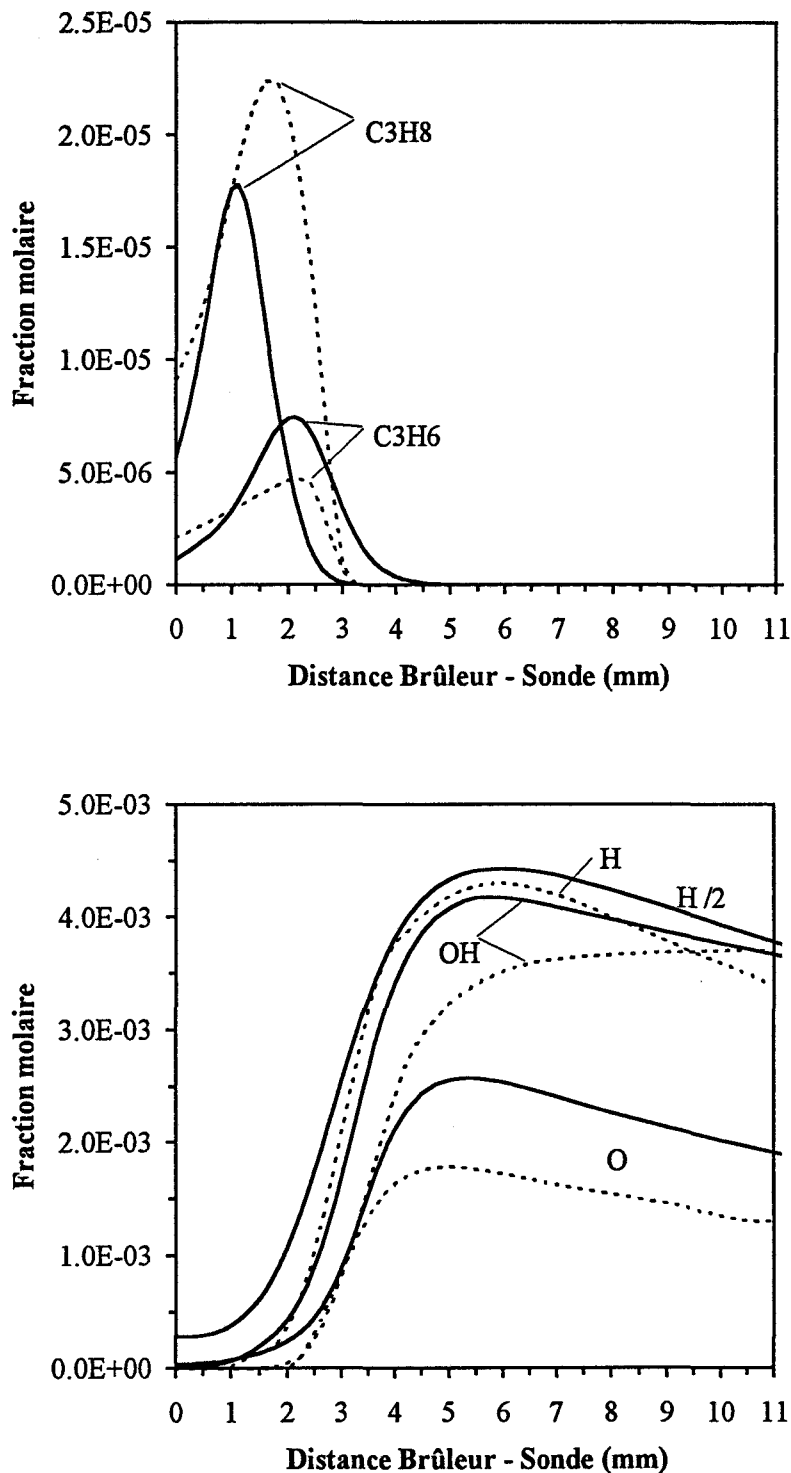 2.5E-05
2.0E-05
1.5E-05
1.0E-05
5.0E-06
0.0E+00
Fraction molaire
C3H8
C3H6
0 1 2 3 4 5 6 7 8 9 10 11
Distance Brûleur - Sonde (mm)
5.0E-03
4.0E-03
3.0E-03
2.0E-03
1.0E-03
0.0E+00
Fraction molaire
H
H /2
OH
O
0 1 2 3 4 5 6 7 8 9 10 11
Distance Brûleur - Sonde (mm)